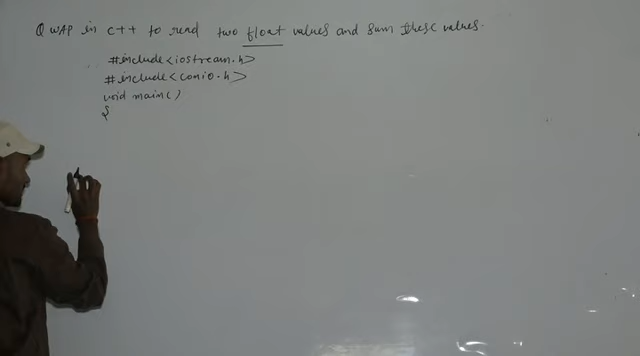 Q WAP in c++ to read two float values and sum these values.
#include<iostream.h>
#include<conio.h>
void main()
{